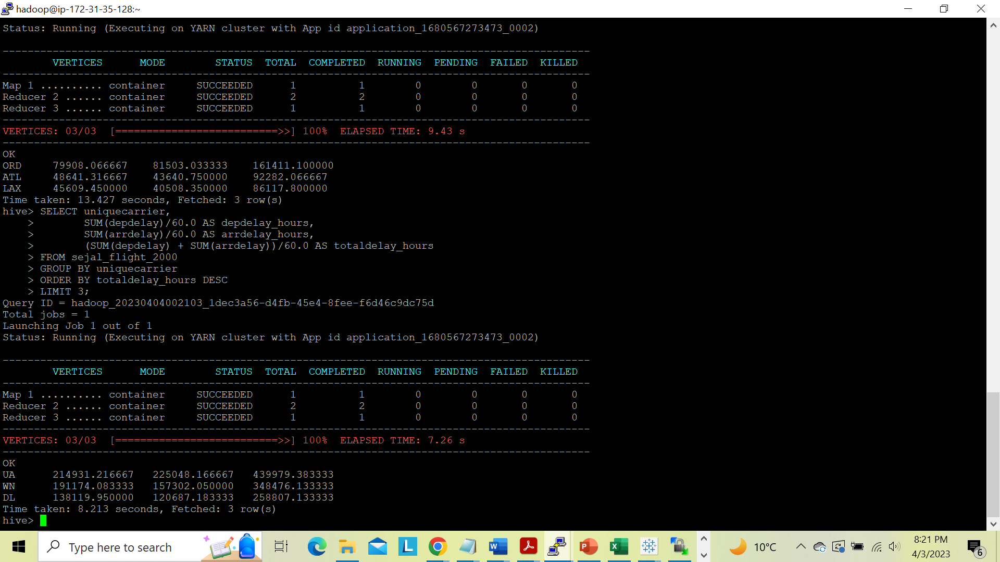 hadoop@ip-172-31-35-128:~
Status: Running (Executing on YARN cluster with App id application_1680567273473_0002)
----------------------------------------------------------------------------------------------
        VERTICES      MODE        STATUS  TOTAL  COMPLETED  RUNNING  PENDING  FAILED  KILLED
----------------------------------------------------------------------------------------------
Map 1 .......... container     SUCCEEDED      1          1        0        0       0       0
Reducer 2 ...... container     SUCCEEDED      2          2        0        0       0       0
Reducer 3 ...... container     SUCCEEDED      1          1        0        0       0       0
----------------------------------------------------------------------------------------------
VERTICES: 03/03  [==========================>>] 100%  ELAPSED TIME: 9.43 s
----------------------------------------------------------------------------------------------
OK
ORD     79908.066667    81503.033333    161411.100000
ATL     48641.316667    43640.750000    92282.066667
LAX     45609.450000    40508.350000    86117.800000
Time taken: 13.427 seconds, Fetched: 3 row(s)
hive> SELECT uniquecarrier,
    >        SUM(depdelay)/60.0 AS depdelay_hours,
    >        SUM(arrdelay)/60.0 AS arrdelay_hours,
    >        (SUM(depdelay) + SUM(arrdelay))/60.0 AS totaldelay_hours
    > FROM sejal_flight_2000
    > GROUP BY uniquecarrier
    > ORDER BY totaldelay_hours DESC
    > LIMIT 3;
Query ID = hadoop_20230404002103_1dec3a56-d4fb-45e4-8fee-f6d46c9dc75d
Total jobs = 1
Launching Job 1 out of 1
Status: Running (Executing on YARN cluster with App id application_1680567273473_0002)
----------------------------------------------------------------------------------------------
        VERTICES      MODE        STATUS  TOTAL  COMPLETED  RUNNING  PENDING  FAILED  KILLED
----------------------------------------------------------------------------------------------
Map 1 .......... container     SUCCEEDED      1          1        0        0       0       0
Reducer 2 ...... container     SUCCEEDED      2          2        0        0       0       0
Reducer 3 ...... container     SUCCEEDED      1          1        0        0       0       0
----------------------------------------------------------------------------------------------
VERTICES: 03/03  [==========================>>] 100%  ELAPSED TIME: 7.26 s
----------------------------------------------------------------------------------------------
OK
UA      214931.216667   225048.166667   439979.383333
WN      191174.083333   157302.050000   348476.133333
DL      138119.950000   120687.183333   258807.133333
Time taken: 8.213 seconds, Fetched: 3 row(s)
hive>
Type here to search
L
W
P
X
10°C
8:21 PM
4/3/2023
6